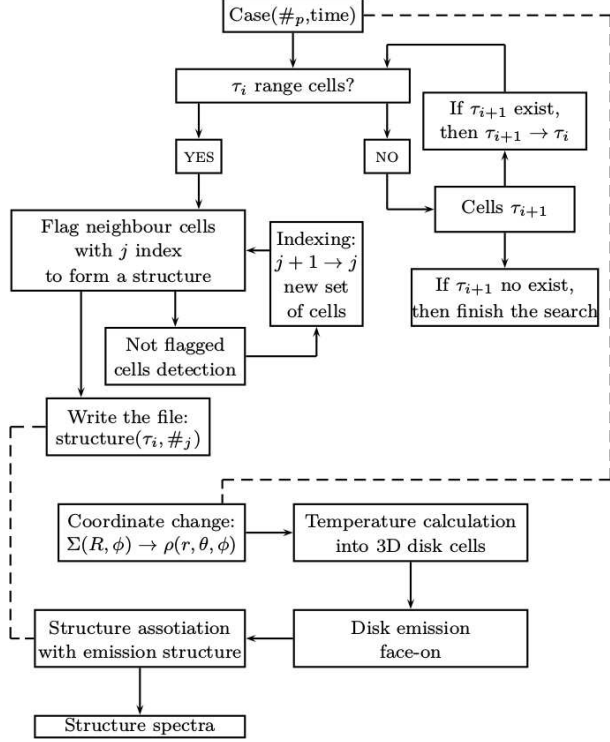 Case(#ₚ,time)
τᵢ range cells?
YES
NO
If τᵢ₊₁ exist,
then τᵢ₊₁ → τᵢ
Cells τᵢ₊₁
If τᵢ₊₁ no exist,
then finish the search
Flag neighbour cells
with j index
to form a structure
Indexing:
j + 1 → j
new set
of cells
Not flagged
cells detection
Write the file:
structure(τᵢ, #ⱼ)
Coordinate change:
Σ(R, ϕ) → ρ(r, θ, ϕ)
Temperature calculation
into 3D disk cells
Structure assotiation
with emission structure
Disk emission
face-on
Structure spectra